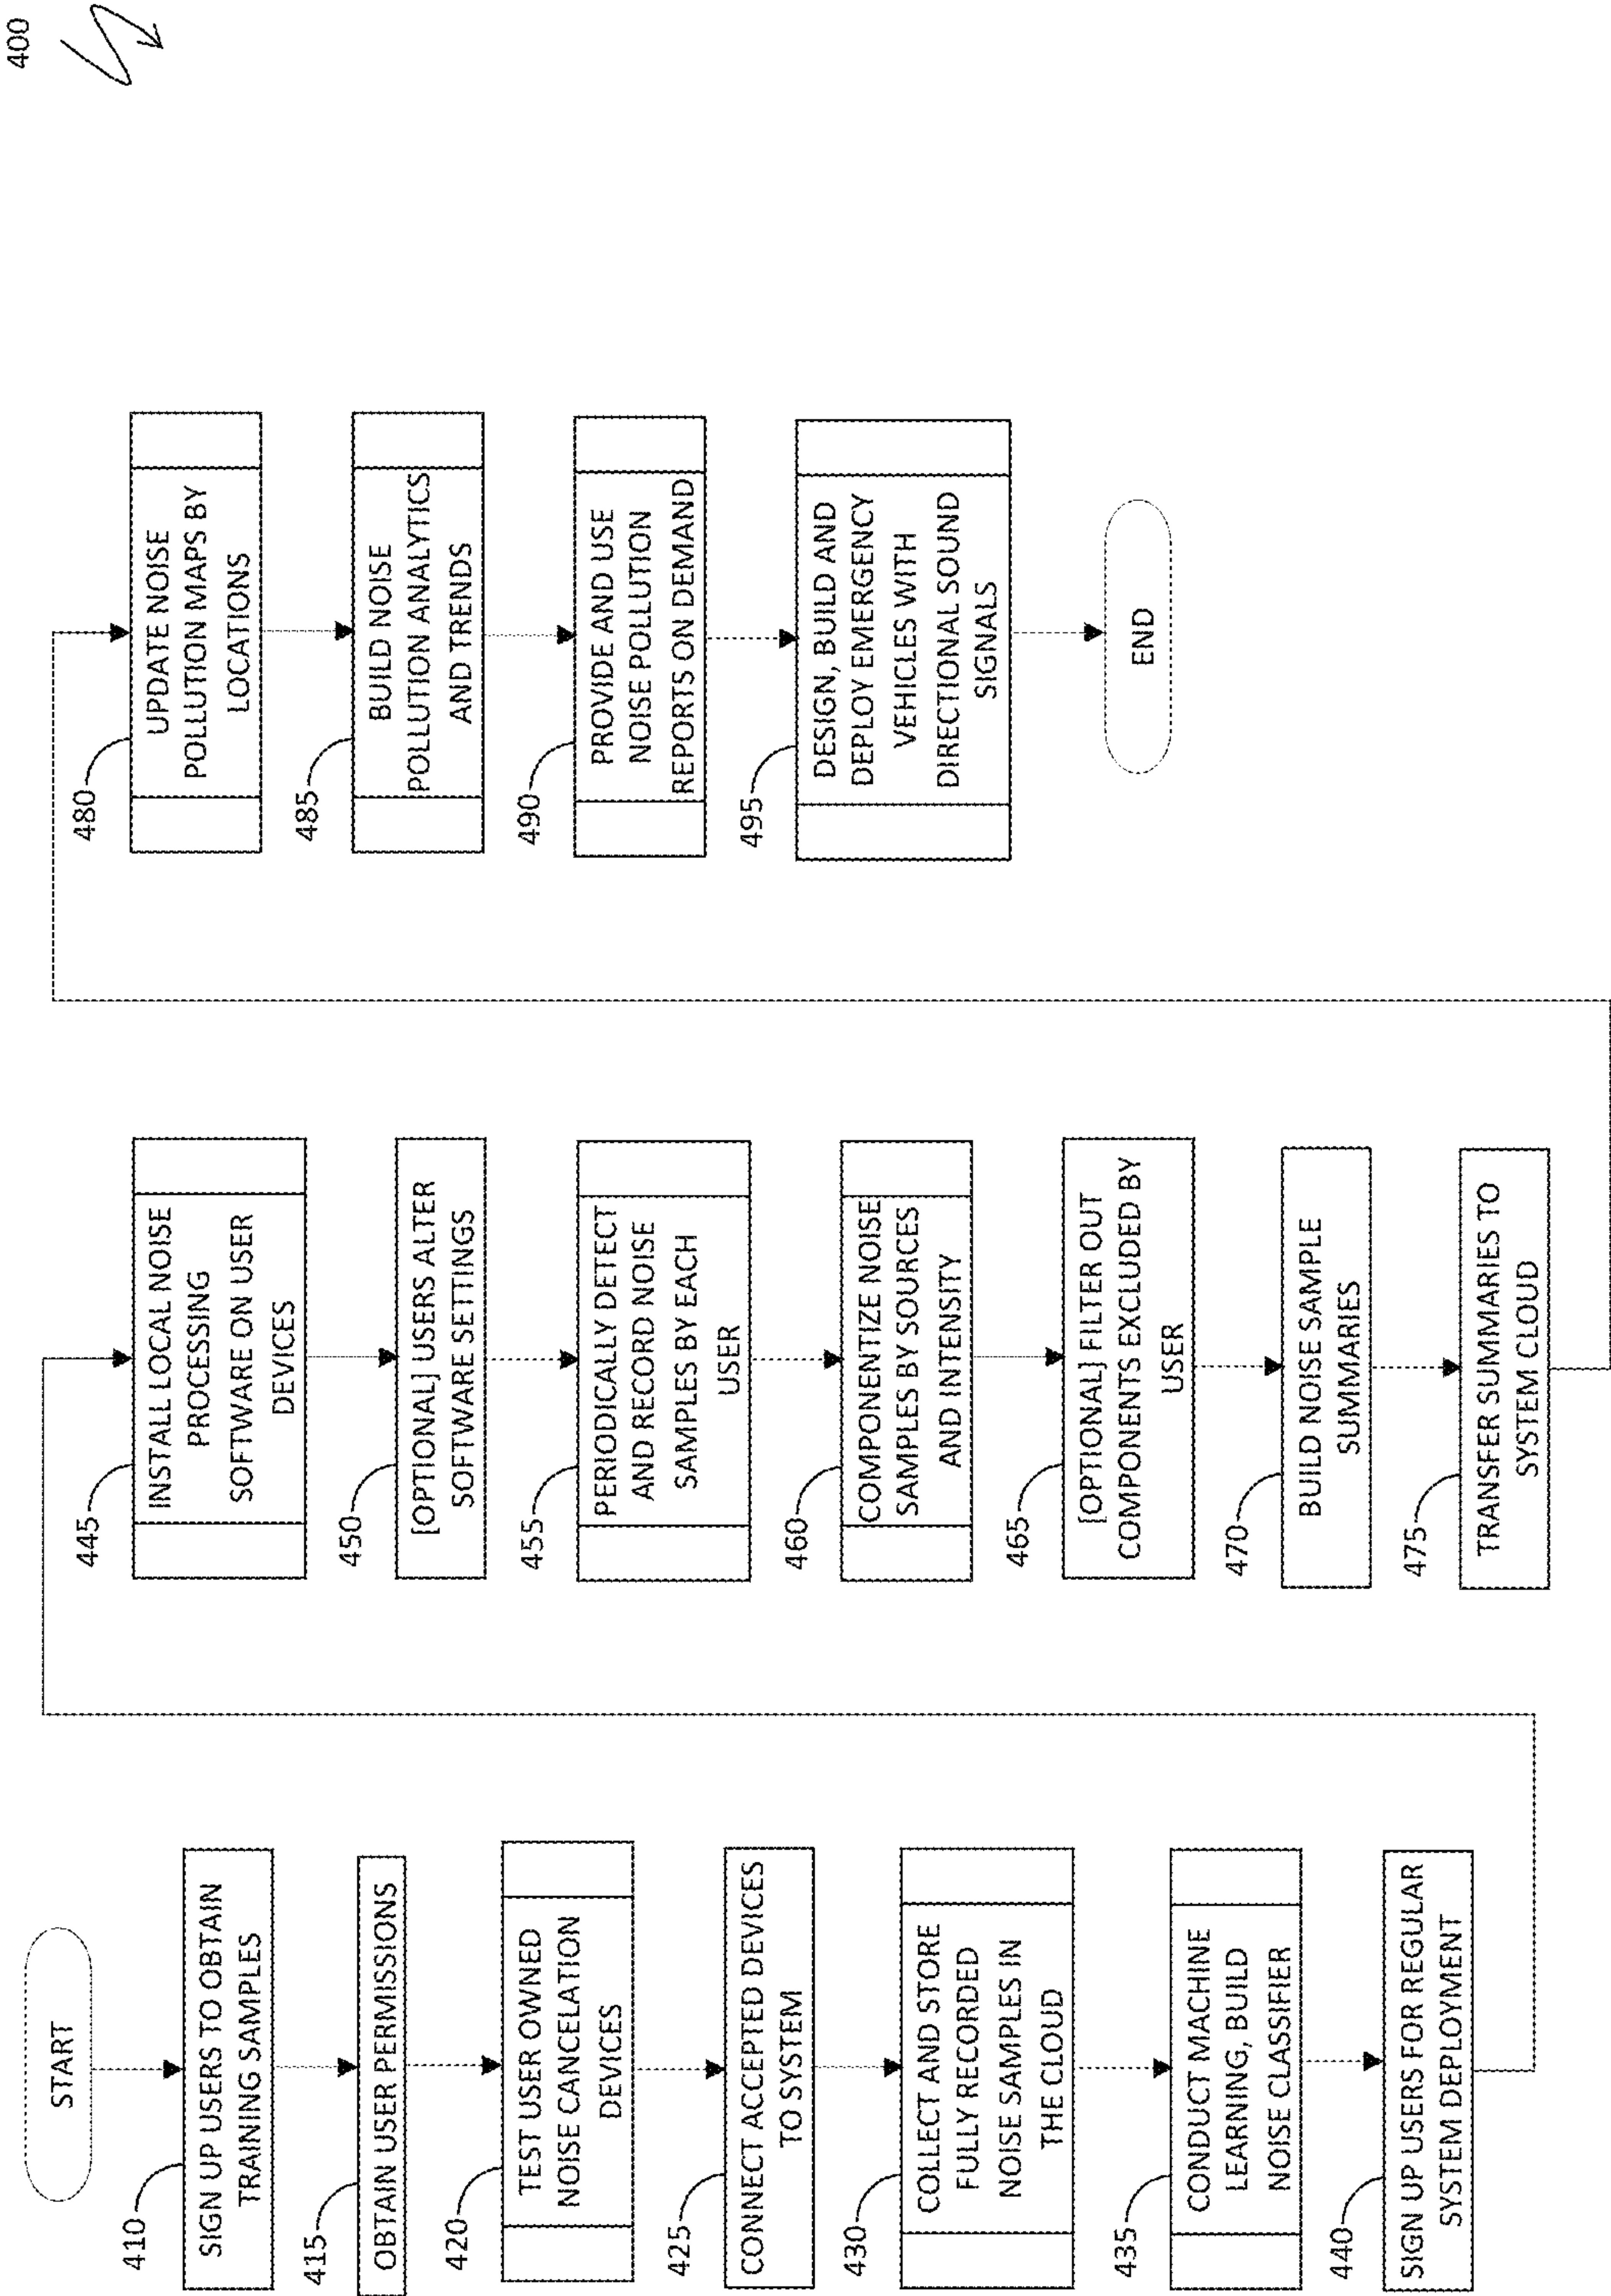 400
START
410
SIGN UP USERS TO OBTAIN
TRAINING SAMPLES
415
OBTAIN USER PERMISSIONS
420
TEST USER OWNED
NOISE CANCELATION
DEVICES
425
CONNECT ACCEPTED DEVICES
TO SYSTEM
430
COLLECT AND STORE
FULLY RECORDED
NOISE SAMPLES IN
THE CLOUD
435
CONDUCT MACHINE
LEARNING, BUILD
NOISE CLASSIFIER
440
SIGN UP USERS FOR REGULAR
SYSTEM DEPLOYMENT
445
INSTALL LOCAL NOISE
PROCESSING
SOFTWARE ON USER
DEVICES
450
[OPTIONAL] USERS ALTER
SOFTWARE SETTINGS
455
PERIODICALLY DETECT
AND RECORD NOISE
SAMPLES BY EACH
USER
460
COMPONENTIZE NOISE
SAMPLES BY SOURCES
AND INTENSITY
465
[OPTIONAL] FILTER OUT
COMPONENTS EXCLUDED BY
USER
470
BUILD NOISE SAMPLE
SUMMARIES
475
TRANSFER SUMMARIES TO
SYSTEM CLOUD
480
UPDATE NOISE
POLLUTION MAPS BY
LOCATIONS
485
BUILD NOISE
POLLUTION ANALYTICS
AND TRENDS
490
PROVIDE AND USE
NOISE POLLUTION
REPORTS ON DEMAND
495
DESIGN, BUILD AND
DEPLOY EMERGENCY
VEHICLES WITH
DIRECTIONAL SOUND
SIGNALS
END